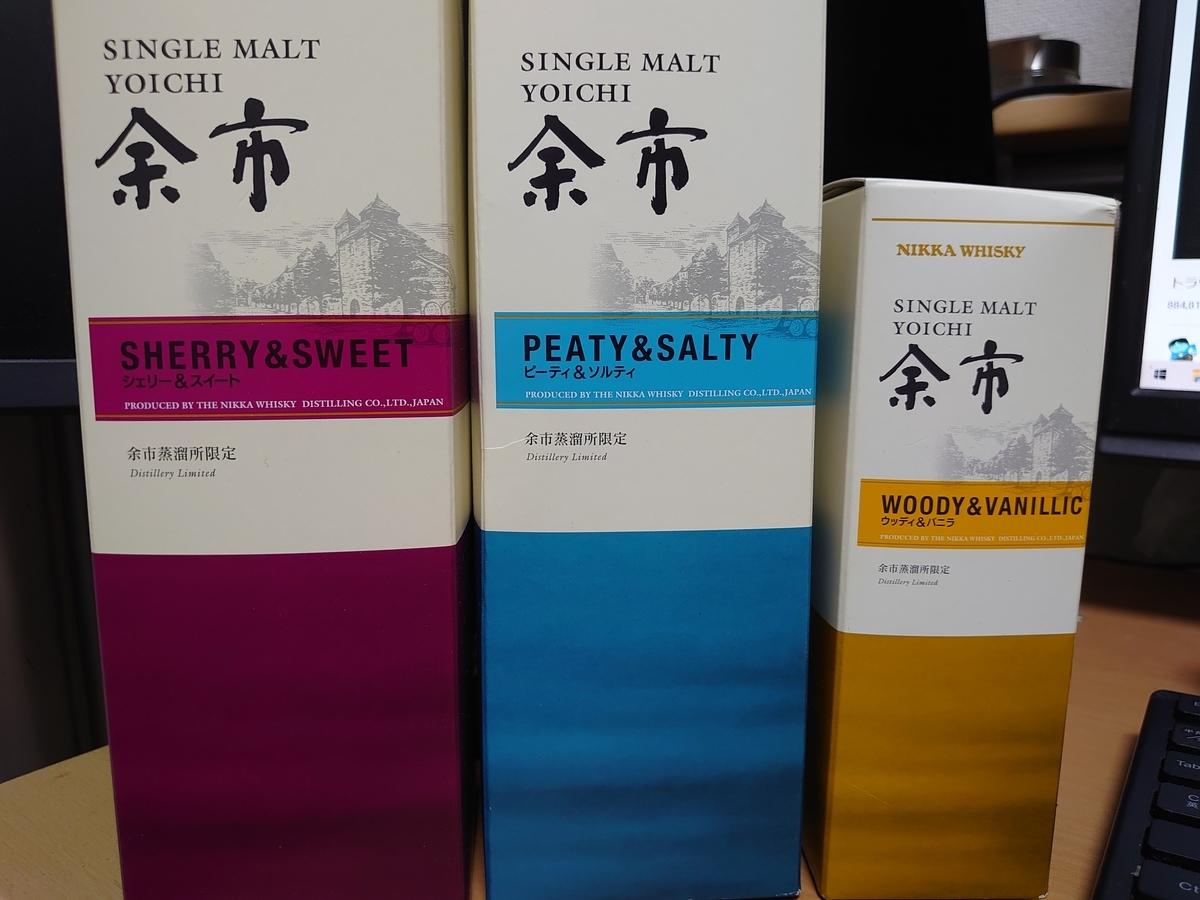 SINGLE MALT
YOICHI
余市
SHERRY&SWEET
シェリー&スイート
PRODUCED BY THE NIKKA WHISKY DISTILLING CO.,LTD.,JAPAN
余市蒸溜所限定
Distillery Limited
SINGLE MALT
YOICHI
余市
PEATY&SALTY
ピーティ&ソルティ
PRODUCED BY THE NIKKA WHISKY DISTILLING CO.,LTD.,JAPAN
余市蒸溜所限定
Distillery Limited
NIKKA WHISKY
SINGLE MALT
YOICHI
余市
WOODY&VANILLIC
ウッディ&バニラ
PRODUCED BY THE NIKKA WHISKY DISTILLING CO.,LTD.,JAPAN
余市蒸溜所限定
Distillery Limited
Tab